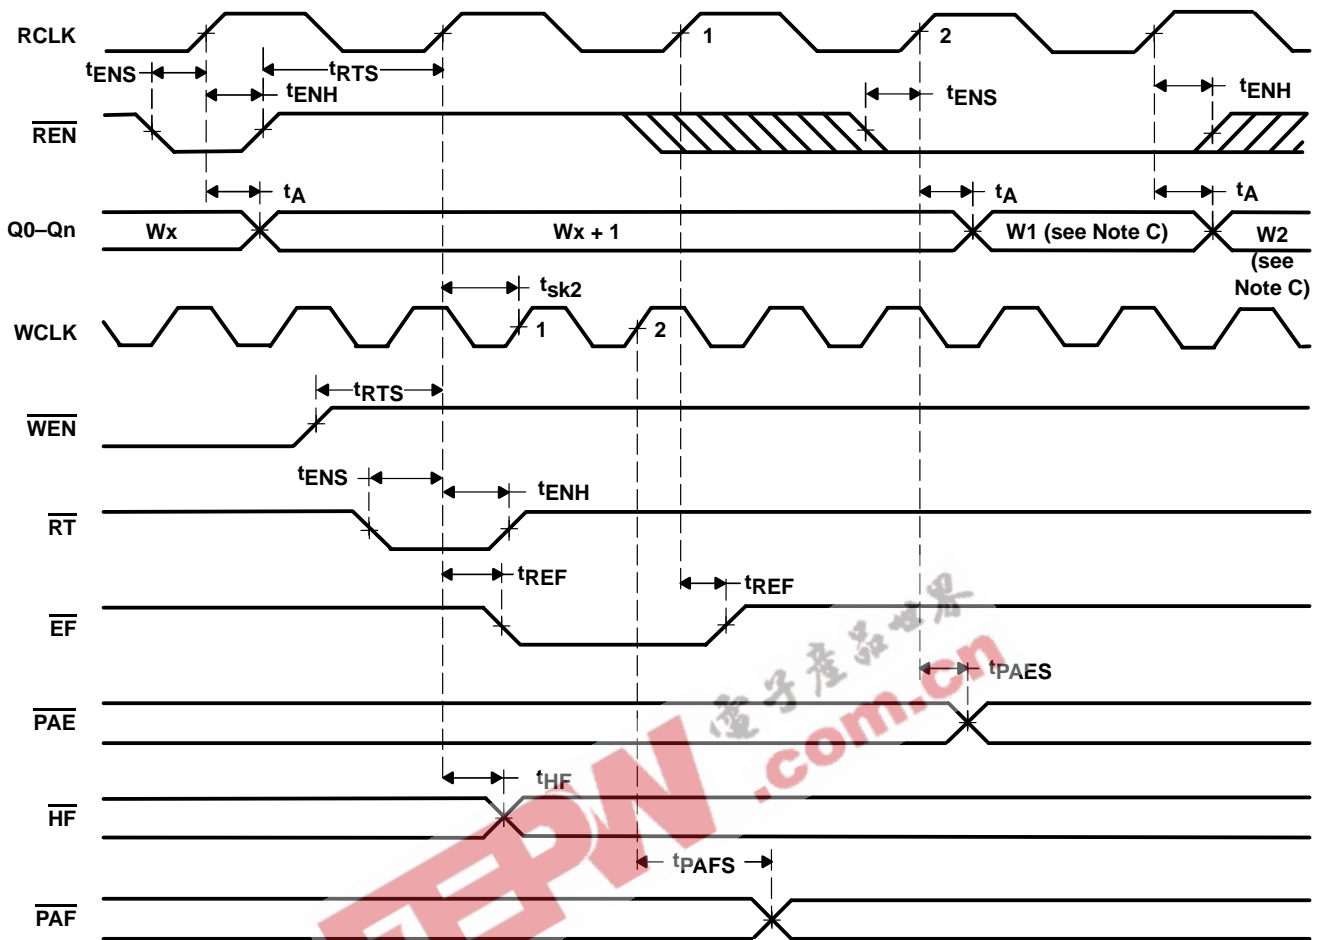 RCLK
1
2
tENS
tRTS
tENH
tENS
tENH
REN
tA
tA
tA
Q0–Qn
Wx
Wx + 1
W1 (see Note C)
W2
(see
Note C)
tsk2
WCLK
1
2
tRTS
WEN
tENS
tENH
RT
tREF
tREF
EF
tPAES
PAE
tHF
HF
tPAFS
PAF
電子產品世界
.com.cn
EEPW